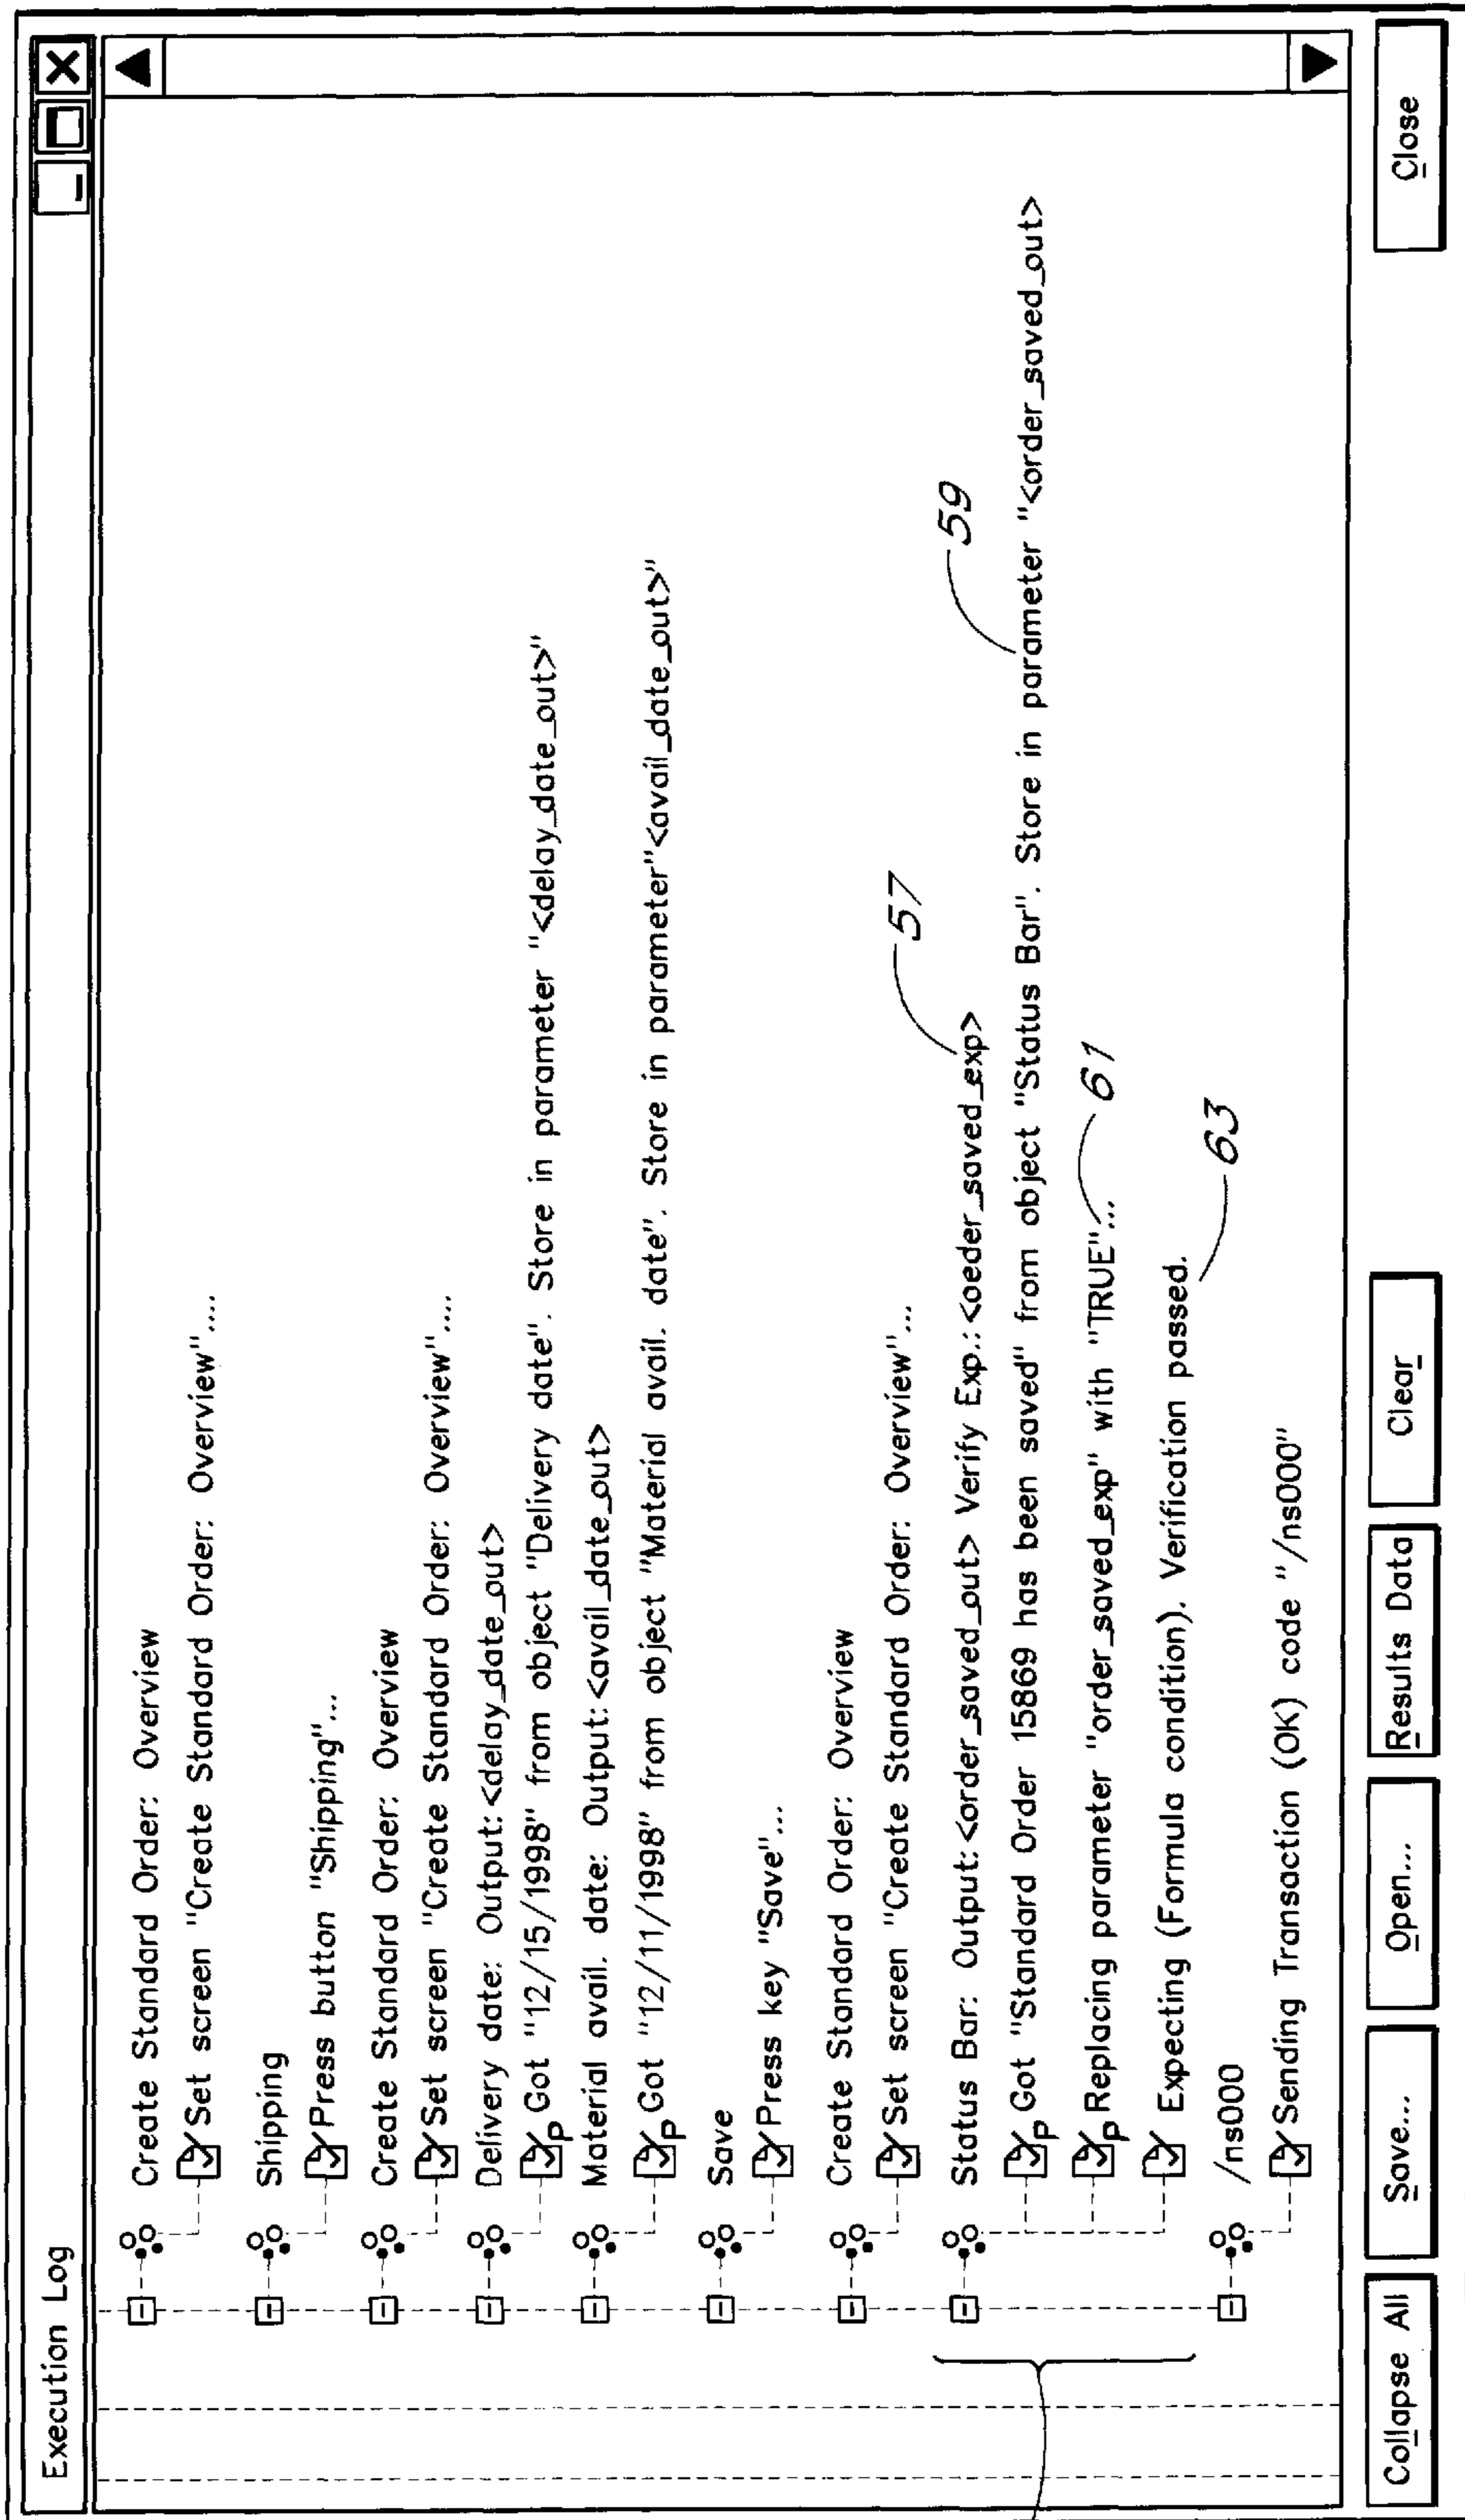 Execution Log
Create Standard Order: Overview
Set screen "Create Standard Order: Overview"....
Shipping
Press button "Shipping"...
Create Standard Order: Overview
Set screen "Create Standard Order: Overview"....
Delivery date: Output:<delay_date_out>
P Got "12/15/1998" from object "Delivery date". Store in parameter "<delay_date_out>"
Material avail. date: Output:<avail_date_out>
P Got "12/11/1998" from object "Material avail. date". Store in parameter"<avail_date_out>"
Save
Press key "Save"...
Create Standard Order: Overview
Set screen "Create Standard Order: Overview"...
57
Status Bar: Output:<order_saved_out> Verify Exp.:<oeder_saved_exp>
59
P Got "Standard Order 15869 has been saved" from object "Status Bar". Store in parameter "<order_saved_out>
P Replacing parameter "order_saved_exp" with "TRUE"...
61
Expecting (Formula condition). Verification passed.
63
/ns000
Sending Transaction (OK) code "/ns000"
Collapse All
Save...
Open...
Results Data
Clear
Close